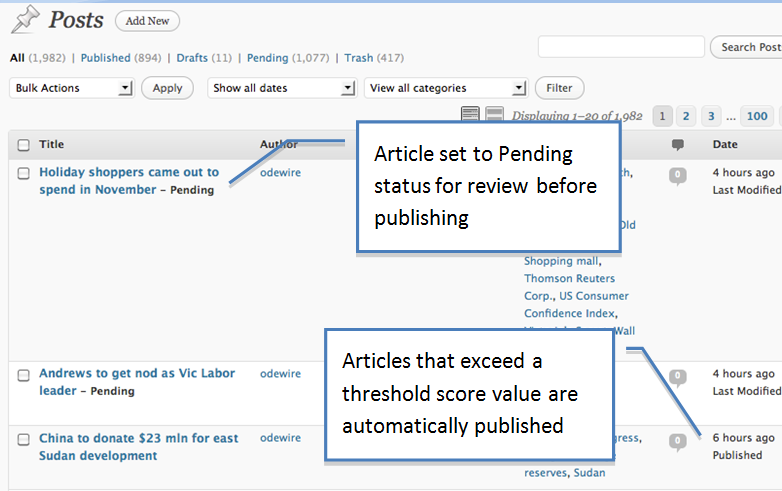 Posts Add New
All (1,982) | Published (894) | Drafts (11) | Pending (1,077) | Trash (417)
Search Post
Bulk Actions Apply Show all dates View all categories Filter
Displaying 1–20 of 1,982 1 2 3 ... 100
Title Author Date
Holiday shoppers came out to
spend in November – Pending
odewire
Article set to Pending
status for review before
publishing
Old
Shopping mall,
Thomson Reuters
Corp., US Consumer
Confidence Index,
Wall
0
4 hours ago
Last Modified
Andrews to get nod as Vic Labor
leader – Pending
odewire
Articles that exceed a
threshold score value are
automatically published
0
4 hours ago
Last Modified
China to donate $23 mln for east
Sudan development
odewire
reserves, Sudan
0
6 hours ago
Published